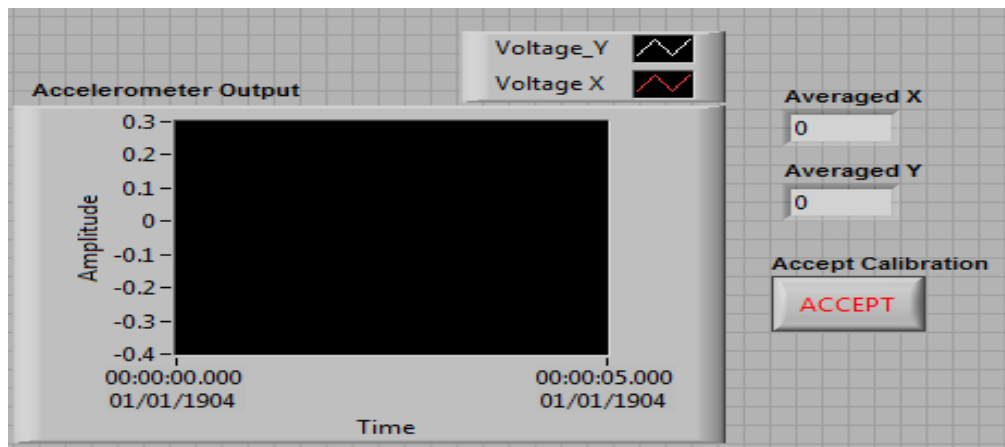 Voltage_Y
Voltage X
Accelerometer Output
0.3
0.2
0.1
0
-0.1
-0.2
-0.3
-0.4
Amplitude
00:00:00.000
01/01/1904
00:00:05.000
01/01/1904
Time
Averaged X
0
Averaged Y
0
Accept Calibration
ACCEPT